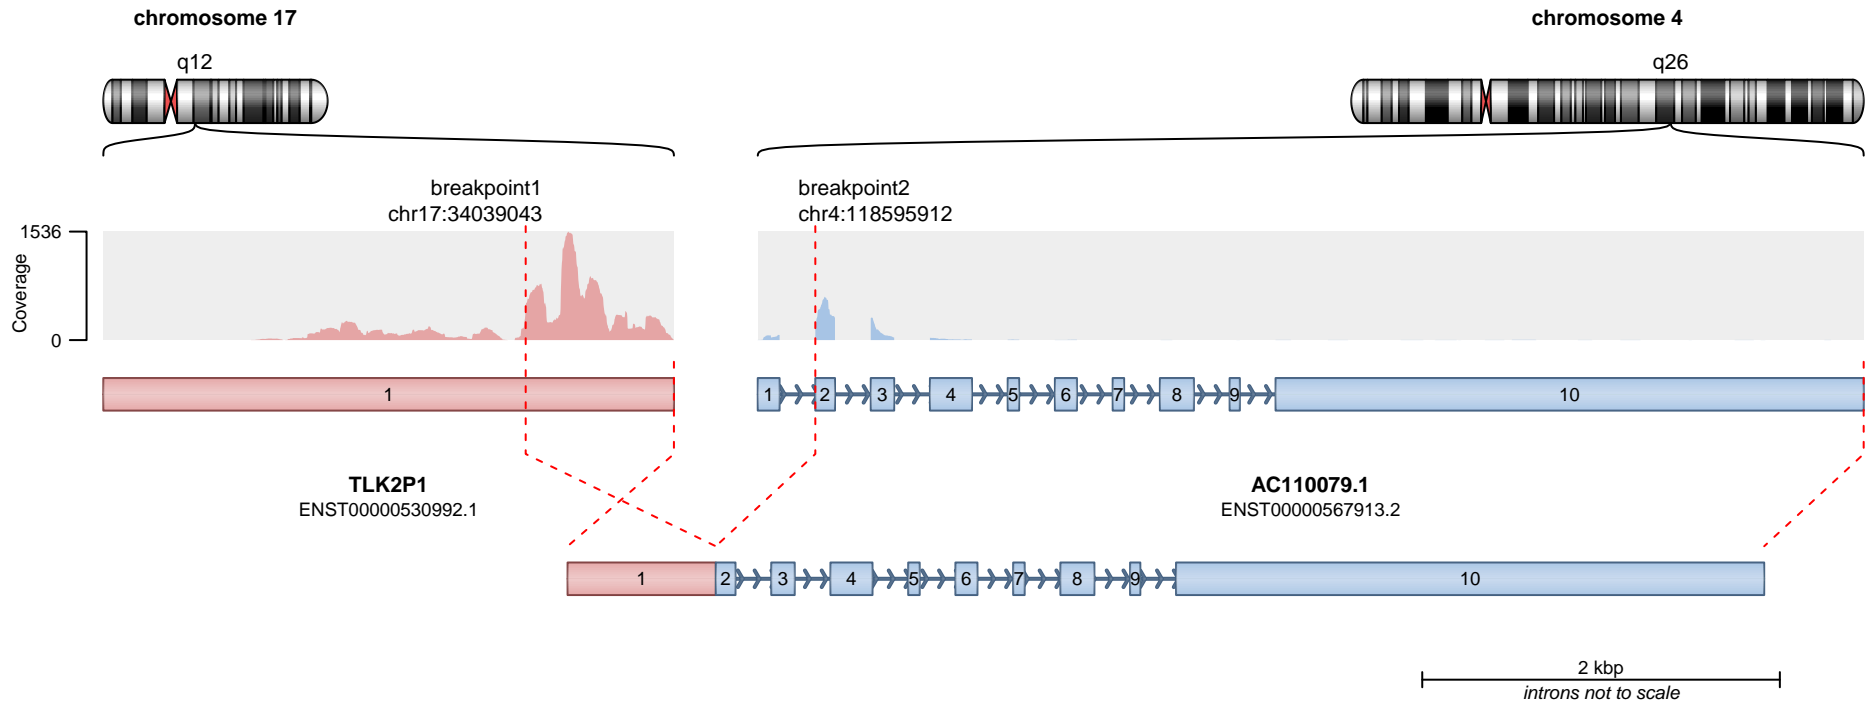 chromosome 17
chromosome 4
q12
q26
breakpoint1
chr17:34039043
breakpoint2
chr4:118595912
1536
Coverage
0
1
1 2 3 4 5 6 7 8 9 10
TLK2P1
ENST00000530992.1
AC110079.1
ENST00000567913.2
1 2 3 4 5 6 7 8 9 10
2 kbp
introns not to scale